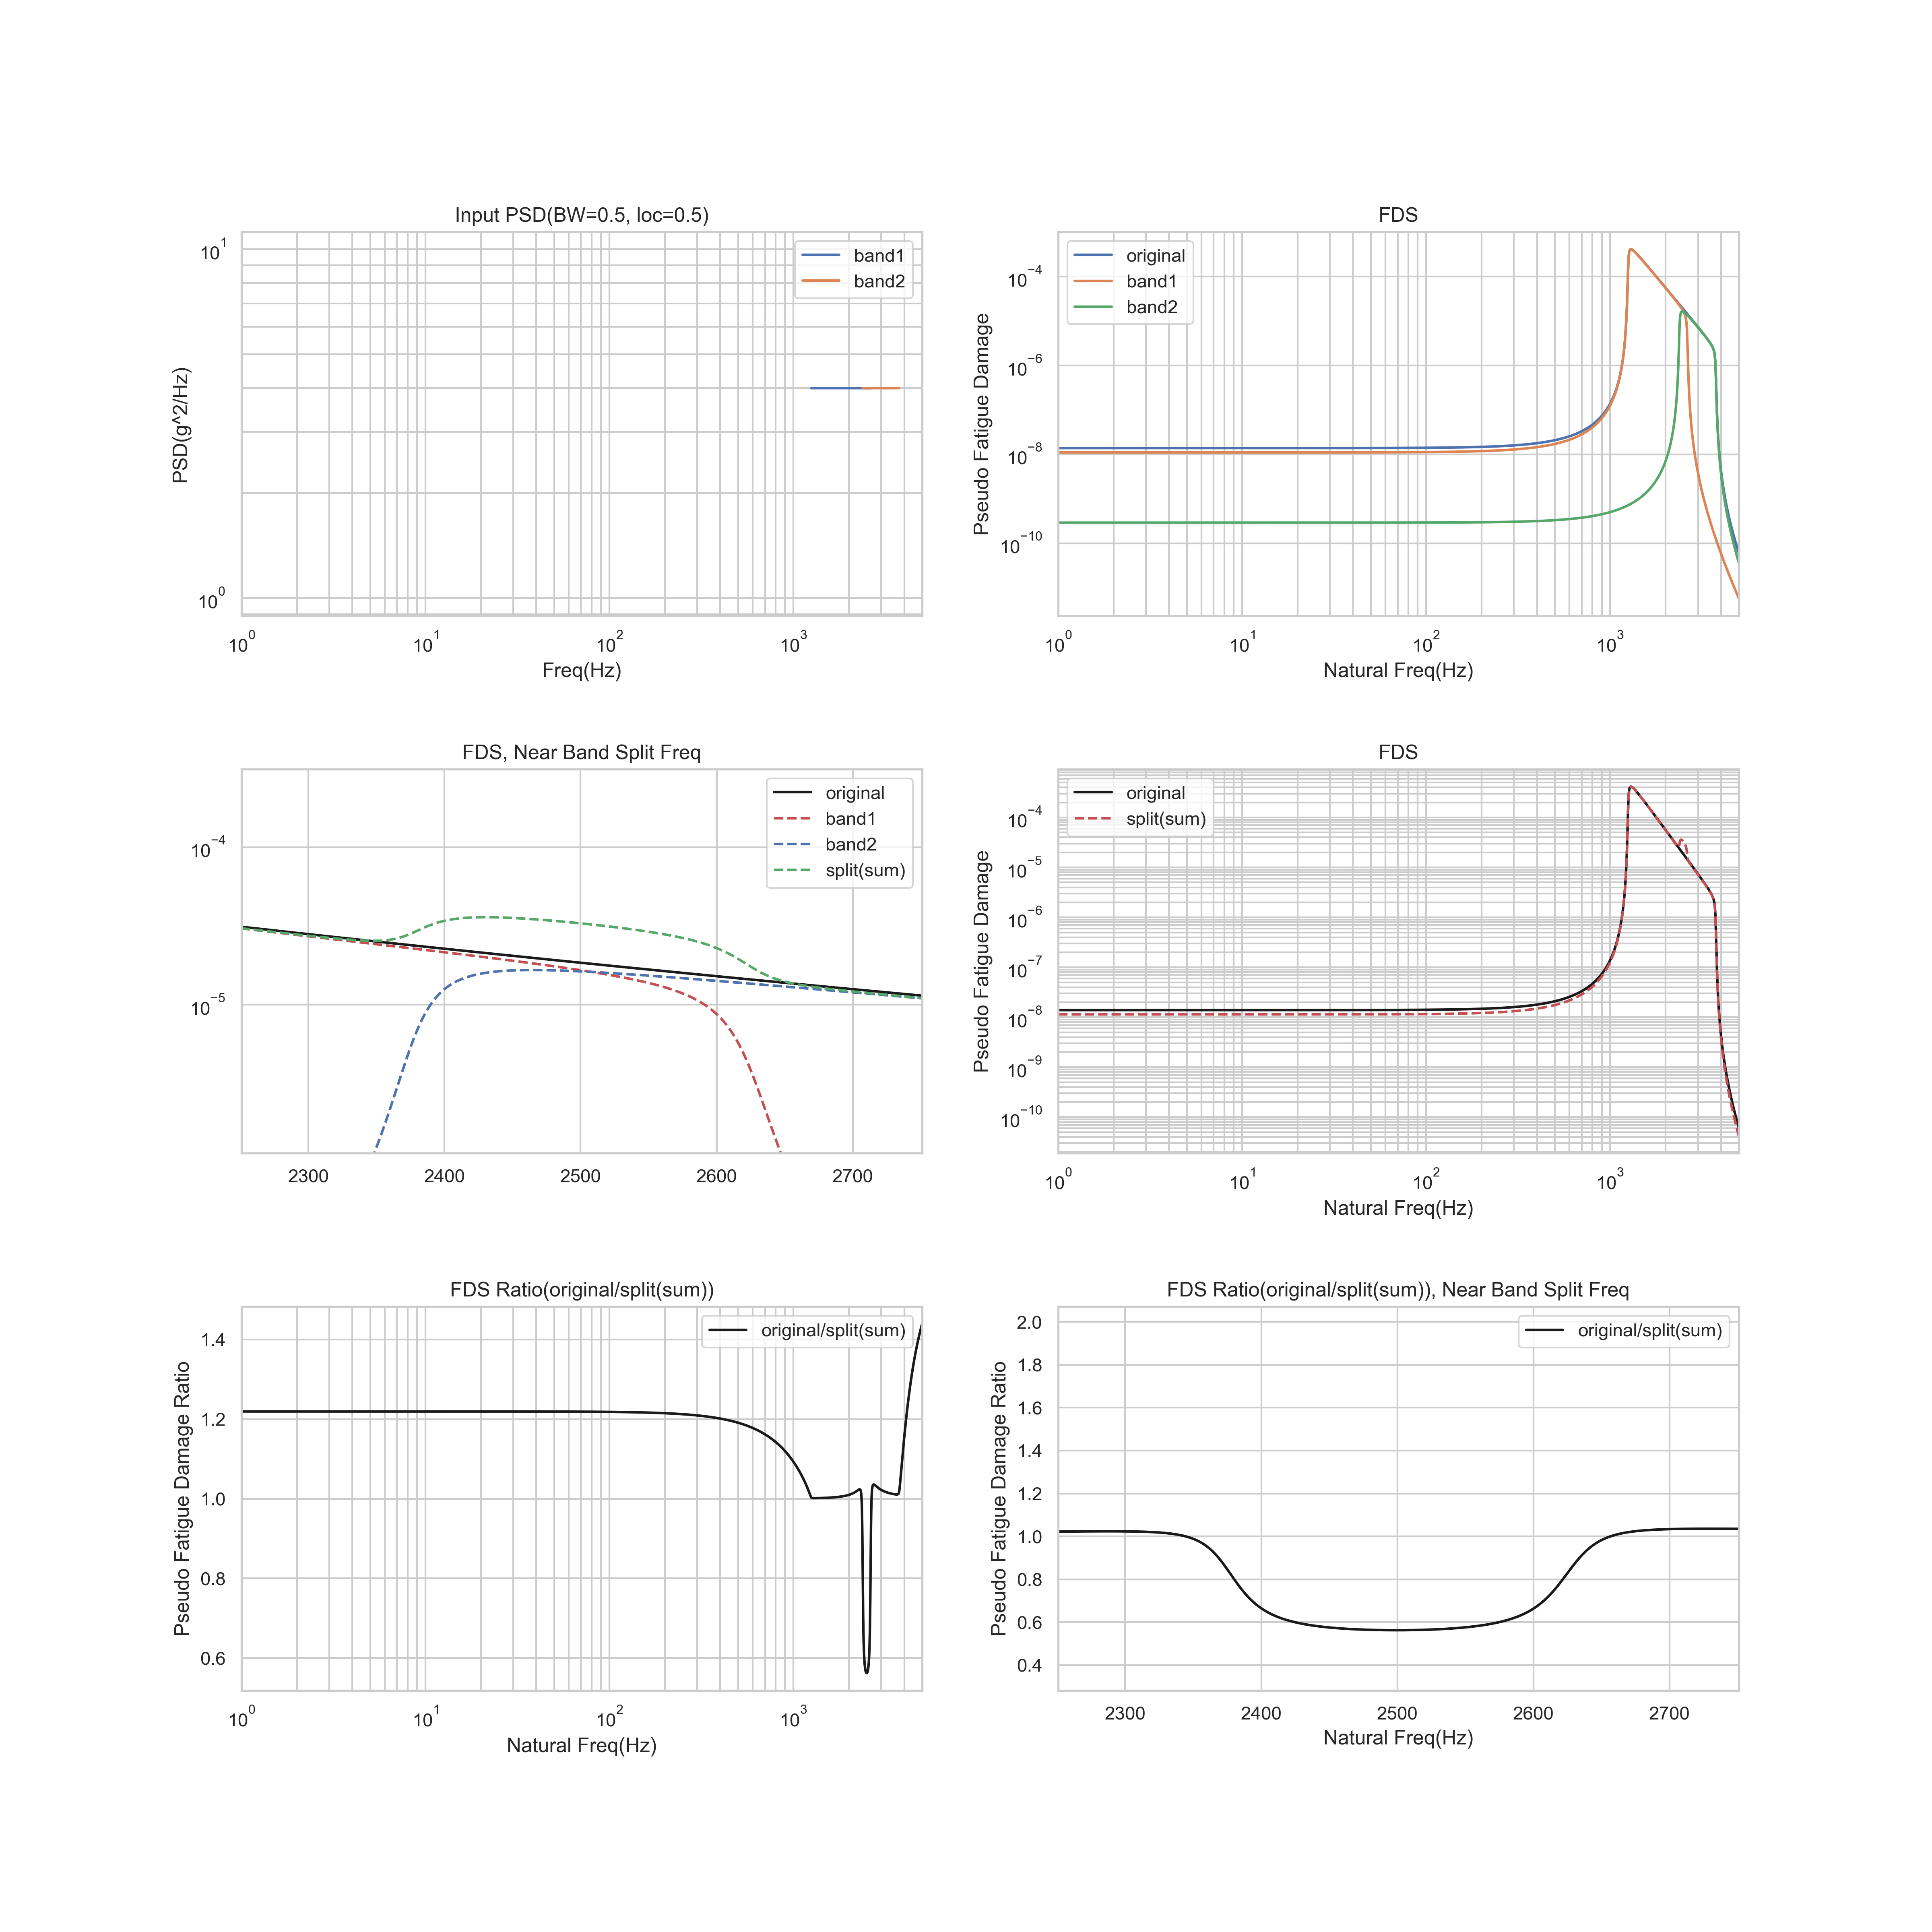 Input PSD(BW=0.5, loc=0.5)
PSD(g^2/Hz)
10^1
10^0
band1
band2
10^0 10^1 10^2 10^3
Freq(Hz)
FDS
Pseudo Fatigue Damage
10^−4
10^−6
10^−8
10^−10
original
band1
band2
10^0 10^1 10^2 10^3
Natural Freq(Hz)
FDS, Near Band Split Freq
10^−4
10^−5
original
band1
band2
split(sum)
2300 2400 2500 2600 2700
FDS
Pseudo Fatigue Damage
10^−4
10^−5
10^−6
10^−7
10^−8
10^−9
10^−10
original
split(sum)
10^0 10^1 10^2 10^3
Natural Freq(Hz)
FDS Ratio(original/split(sum))
Pseudo Fatigue Damage Ratio
1.4
1.2
1.0
0.8
0.6
original/split(sum)
10^0 10^1 10^2 10^3
Natural Freq(Hz)
FDS Ratio(original/split(sum)), Near Band Split Freq
Pseudo Fatigue Damage Ratio
2.0
1.8
1.6
1.4
1.2
1.0
0.8
0.6
0.4
original/split(sum)
2300 2400 2500 2600 2700
Natural Freq(Hz)